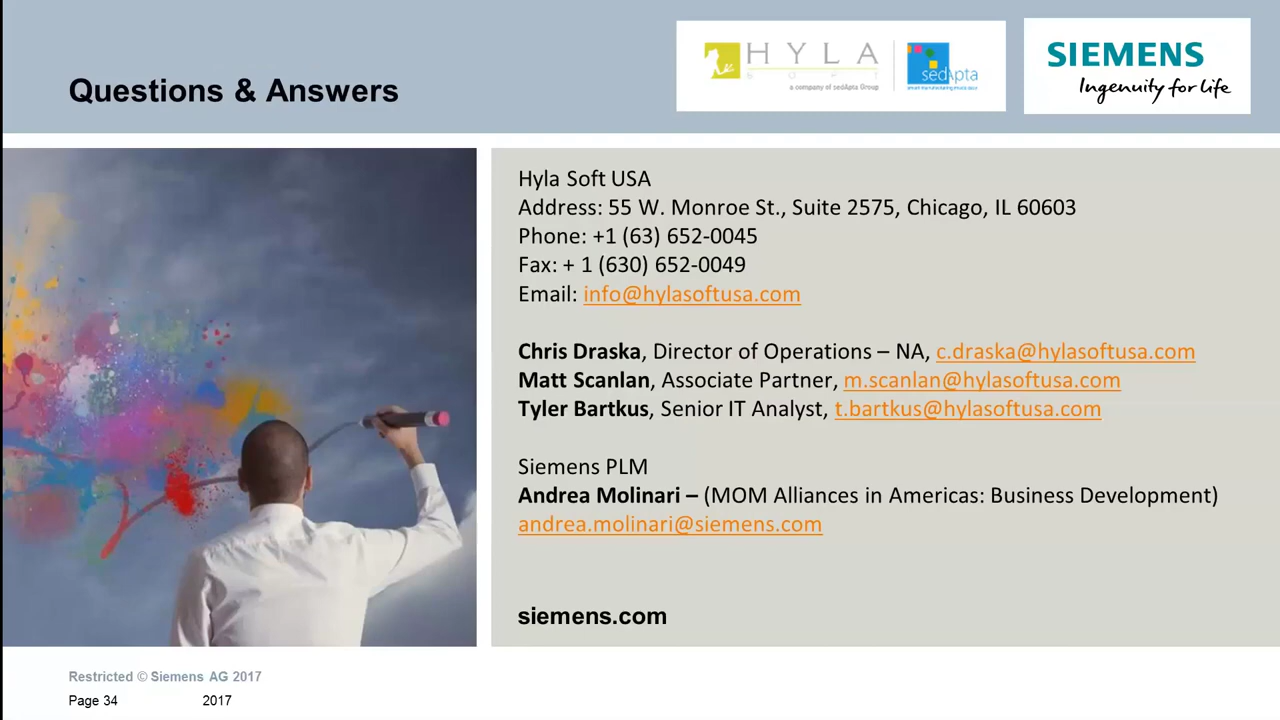 Questions & Answers
HYLA
SOFT
a company of sedApta Group
sedApta
SIEMENS
Ingenuity for life
Hyla Soft USA
Address: 55 W. Monroe St., Suite 2575, Chicago, IL 60603
Phone: +1 (63) 652-0045
Fax: + 1 (630) 652-0049
Email: info@hylasoftusa.com
Chris Draska, Director of Operations – NA, c.draska@hylasoftusa.com
Matt Scanlan, Associate Partner, m.scanlan@hylasoftusa.com
Tyler Bartkus, Senior IT Analyst, t.bartkus@hylasoftusa.com
Siemens PLM
Andrea Molinari – (MOM Alliances in Americas: Business Development)
andrea.molinari@siemens.com
siemens.com
Restricted © Siemens AG 2017
Page 34 2017